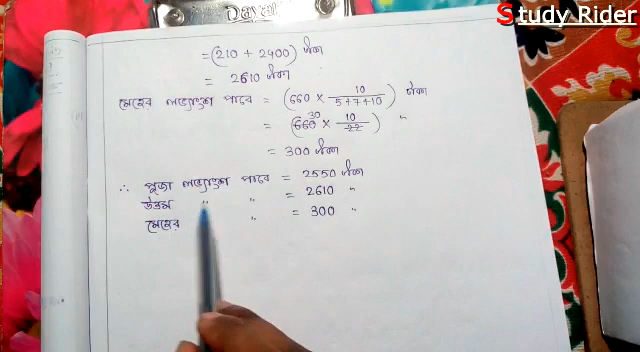 Study Rider
= (210 + 2400) টাকা
= 2610 টাকা
মেহের লভ্যাংশ পাবে = (660 × 10/5+7+10) টাকা
= (660 30 × 10/22) "
= 300 টাকা
∴ পূজা লভ্যাংশ পাবে = 2550 টাকা
উত্তম " " = 2610 "
মেহের " = 300 "